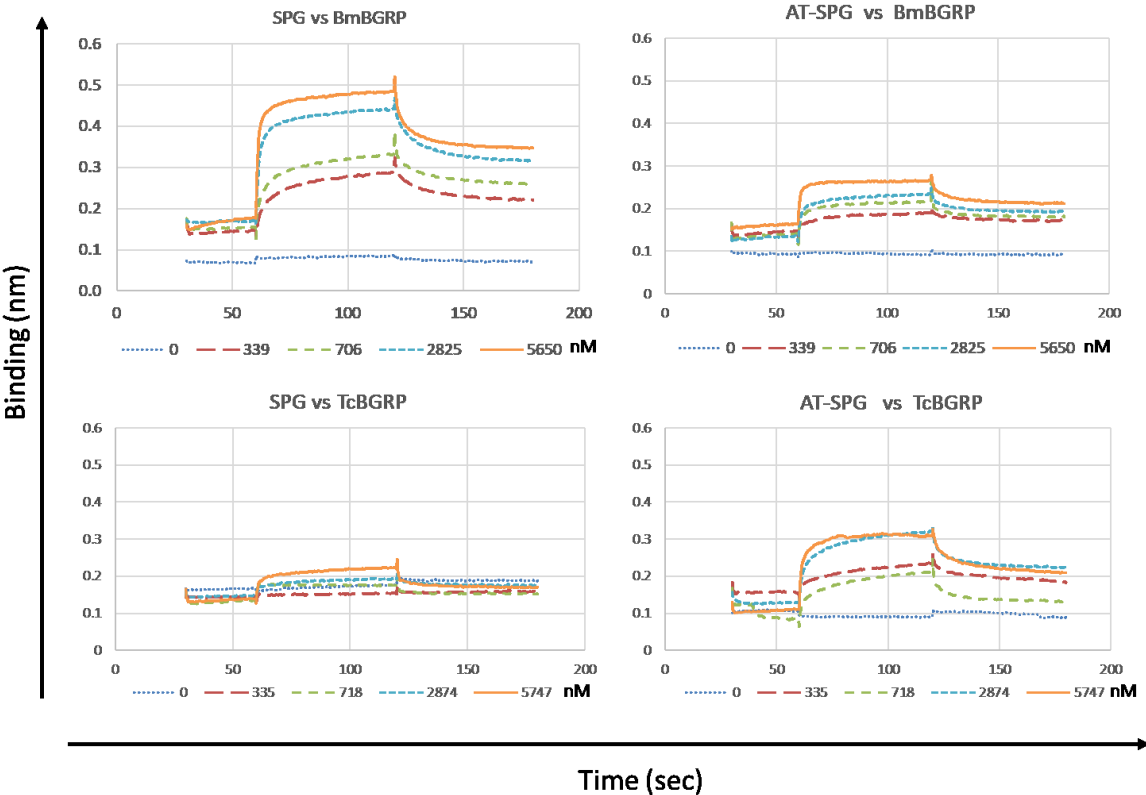 SPG vs BmBGRP
0.6
0.5
0.4
0.3
0.2
0.1
0.0
0 50 100 150 200
0 339 706 2825 5650 nM
AT-SPG vs BmBGRP
0.6
0.5
0.4
0.3
0.2
0.1
0
0 50 100 150 200
0 339 706 2825 5650 nM
SPG vs TcBGRP
0.6
0.5
0.4
0.3
0.2
0.1
0
0 50 100 150 200
0 335 718 2874 5747 nM
AT-SPG vs TcBGRP
0.6
0.5
0.4
0.3
0.2
0.1
0
0 50 100 150 200
0 335 718 2874 5747 nM
Binding (nm)
Time (sec)